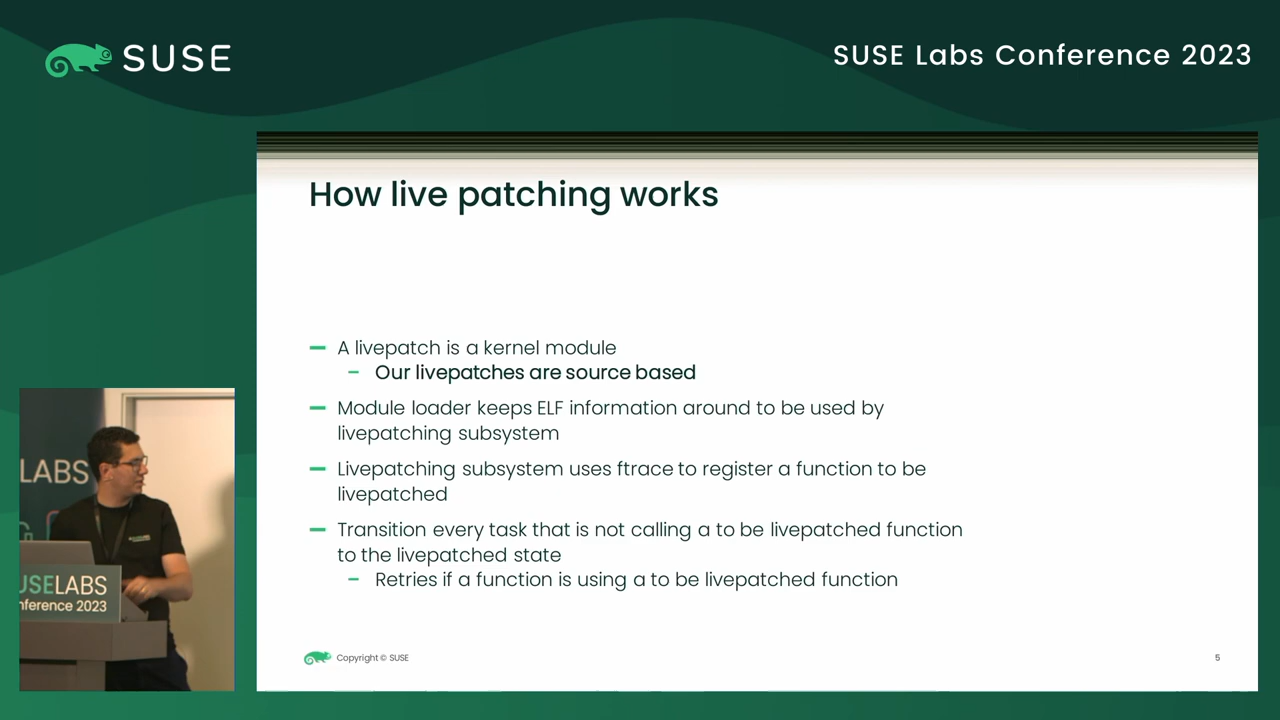 SUSE
SUSE Labs Conference 2023
How live patching works
A livepatch is a kernel module
Our livepatches are source based
Module loader keeps ELF information around to be used by
livepatching subsystem
Livepatching subsystem uses ftrace to register a function to be
livepatched
Transition every task that is not calling a to be livepatched function
to the livepatched state
Retries if a function is using a to be livepatched function
Copyright © SUSE
5
LABS
USELABS
nference 2023